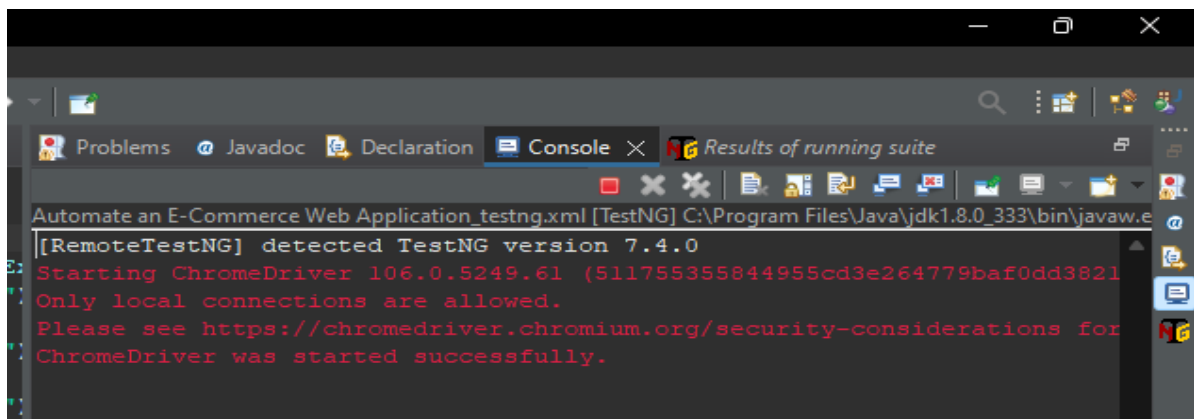 Problems Javadoc Declaration Console Results of running suite
Automate an E-Commerce Web Application_testng.xml [TestNG] C:\Program Files\Java\jdk1.8.0_333\bin\javaw.e
[RemoteTestNG] detected TestNG version 7.4.0
Starting ChromeDriver 106.0.5249.61 (511755355844955cd3e264779baf0dd3821
Only local connections are allowed.
Please see https://chromedriver.chromium.org/security-considerations for
ChromeDriver was started successfully.